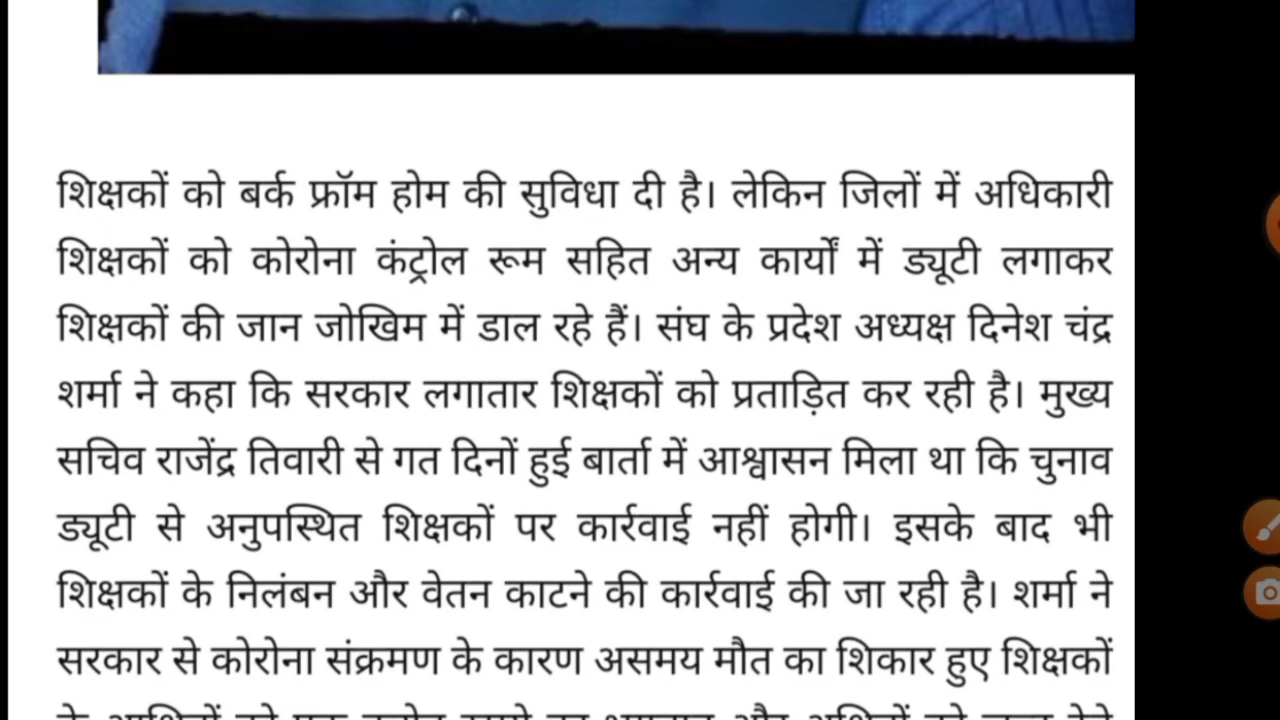 शिक्षकों को बर्क फ्रॉम होम की सुविधा दी है। लेकिन जिलों में अधिकारी
शिक्षकों को कोरोना कंट्रोल रूम सहित अन्य कार्यों में ड्यूटी लगाकर
शिक्षकों की जान जोखिम में डाल रहे हैं। संघ के प्रदेश अध्यक्ष दिनेश चंद्र
शर्मा ने कहा कि सरकार लगातार शिक्षकों को प्रताड़ित कर रही है। मुख्य
सचिव राजेंद्र तिवारी से गत दिनों हुई बार्ता में आश्वासन मिला था कि चुनाव
ड्यूटी से अनुपस्थित शिक्षकों पर कार्रवाई नहीं होगी। इसके बाद भी
शिक्षकों के निलंबन और वेतन काटने की कार्रवाई की जा रही है। शर्मा ने
सरकार से कोरोना संक्रमण के कारण असमय मौत का शिकार हुए शिक्षकों